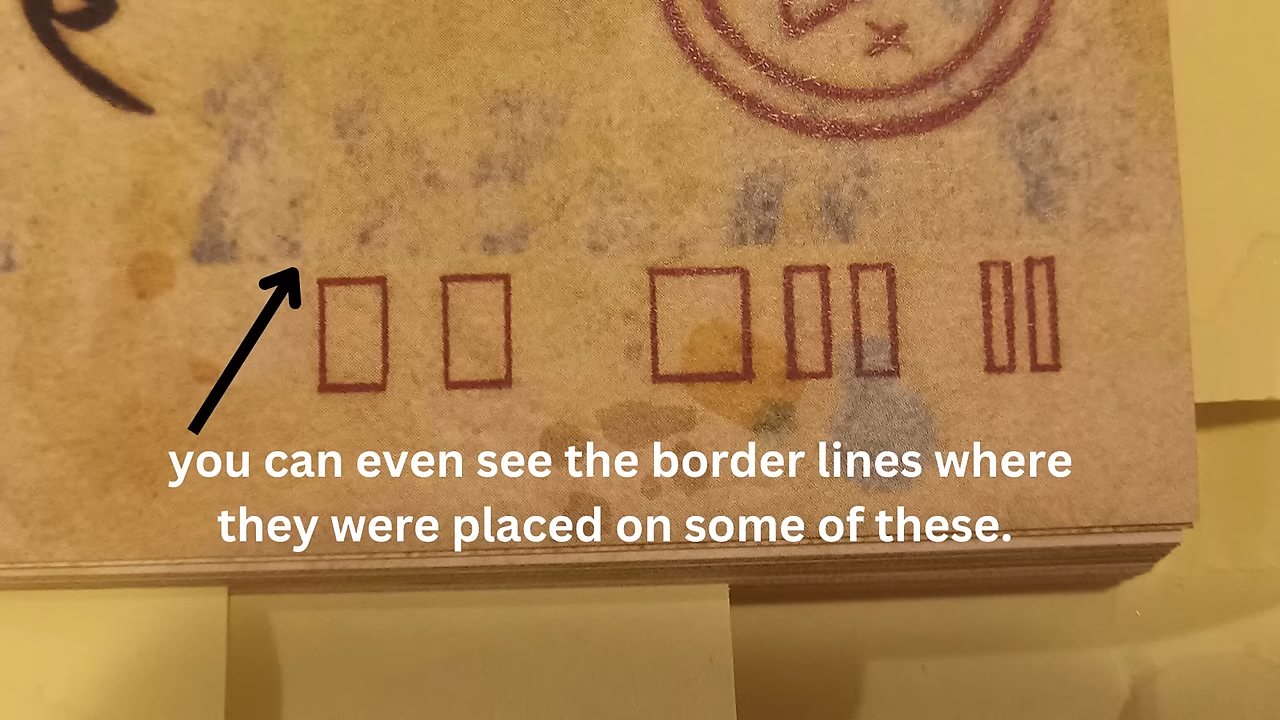 you can even see the border lines where
they were placed on some of these.